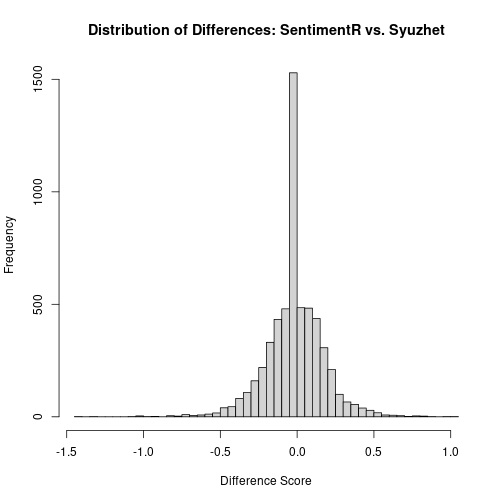 Distribution of Differences: SentimentR vs. Syuzhet
Frequency
1500
1000
500
0
-1.5 -1.0 -0.5 0.0 0.5 1.0
Difference Score